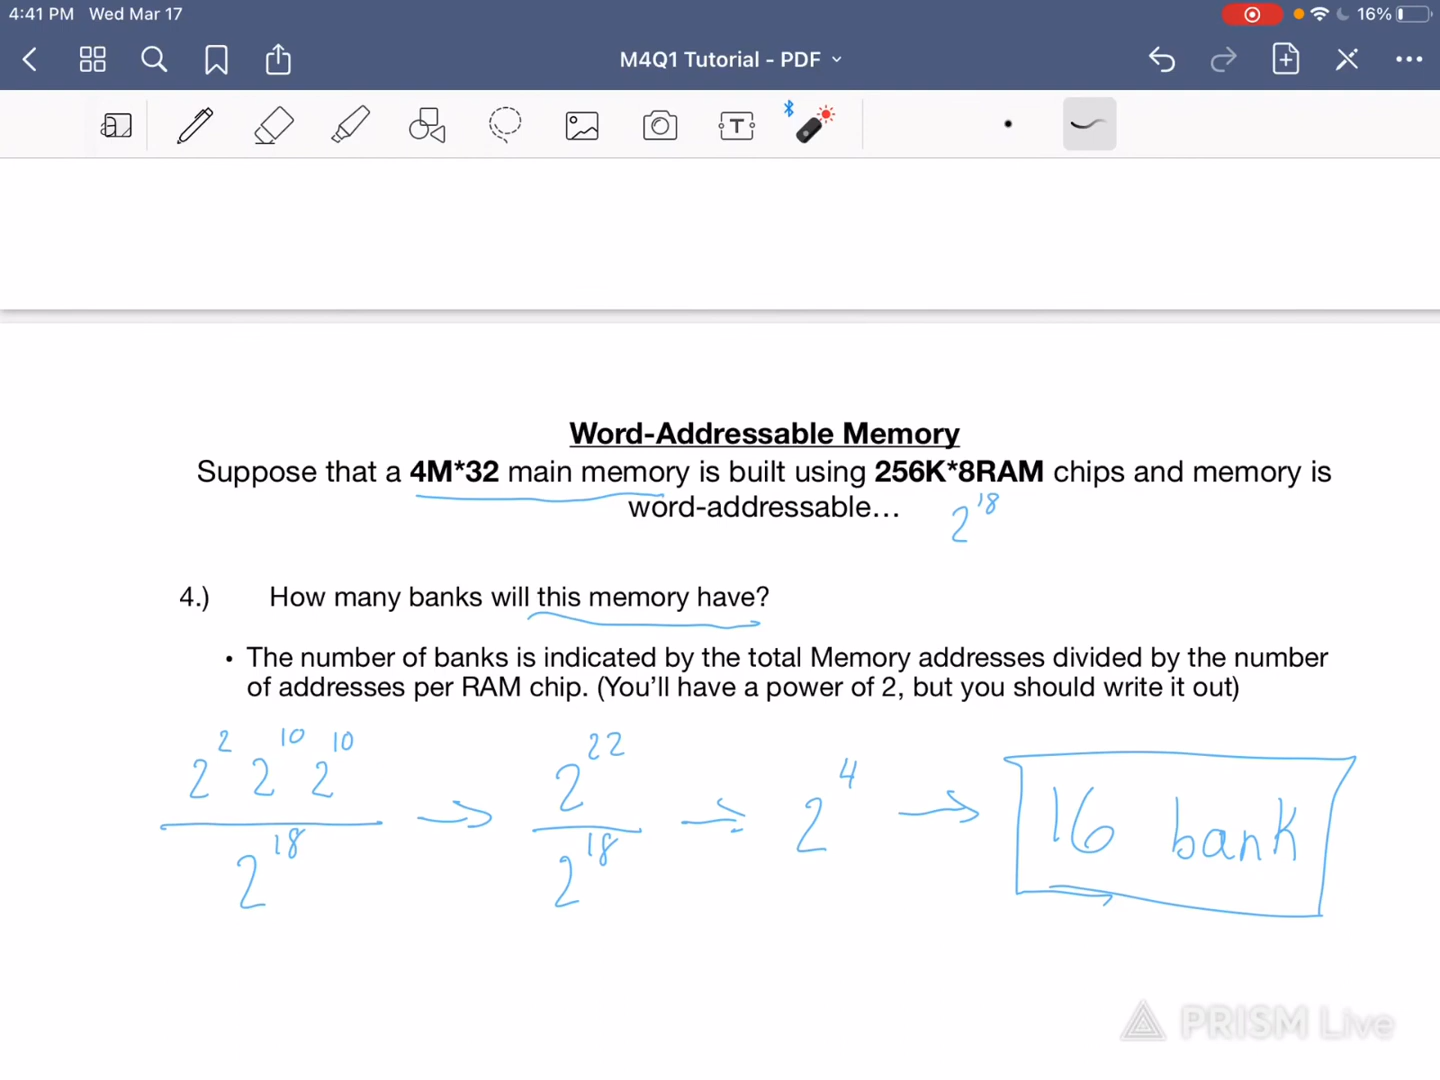 4:41 PM Wed Mar 17 16%
M4Q1 Tutorial - PDF
Word-Addressable Memory
Suppose that a 4M*32 main memory is built using 256K*8RAM chips and memory is
word-addressable...
2^18
4.) How many banks will this memory have?
• The number of banks is indicated by the total Memory addresses divided by the number
of addresses per RAM chip. (You'll have a power of 2, but you should write it out)
2^2 2^10 2^10 / 2^18 → 2^22 / 2^18 → 2^4 → 16 bank
PRISM Live